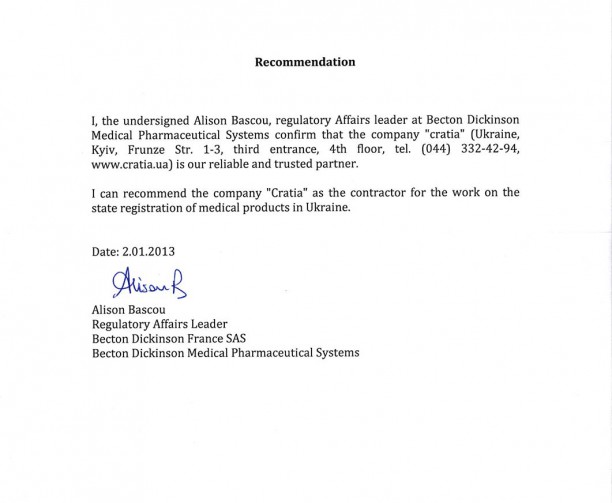 Recommendation
I, the undersigned Alison Bascou, regulatory Affairs leader at Becton Dickinson
Medical Pharmaceutical Systems confirm that the company "cratia" (Ukraine,
Kyiv, Frunze Str. 1-3, third entrance, 4th floor, tel. (044) 332-42-94,
www.cratia.ua) is our reliable and trusted partner.
I can recommend the company "Cratia" as the contractor for the work on the
state registration of medical products in Ukraine.
Date: 2.01.2013
Alison B
Alison Bascou
Regulatory Affairs Leader
Becton Dickinson France SAS
Becton Dickinson Medical Pharmaceutical Systems